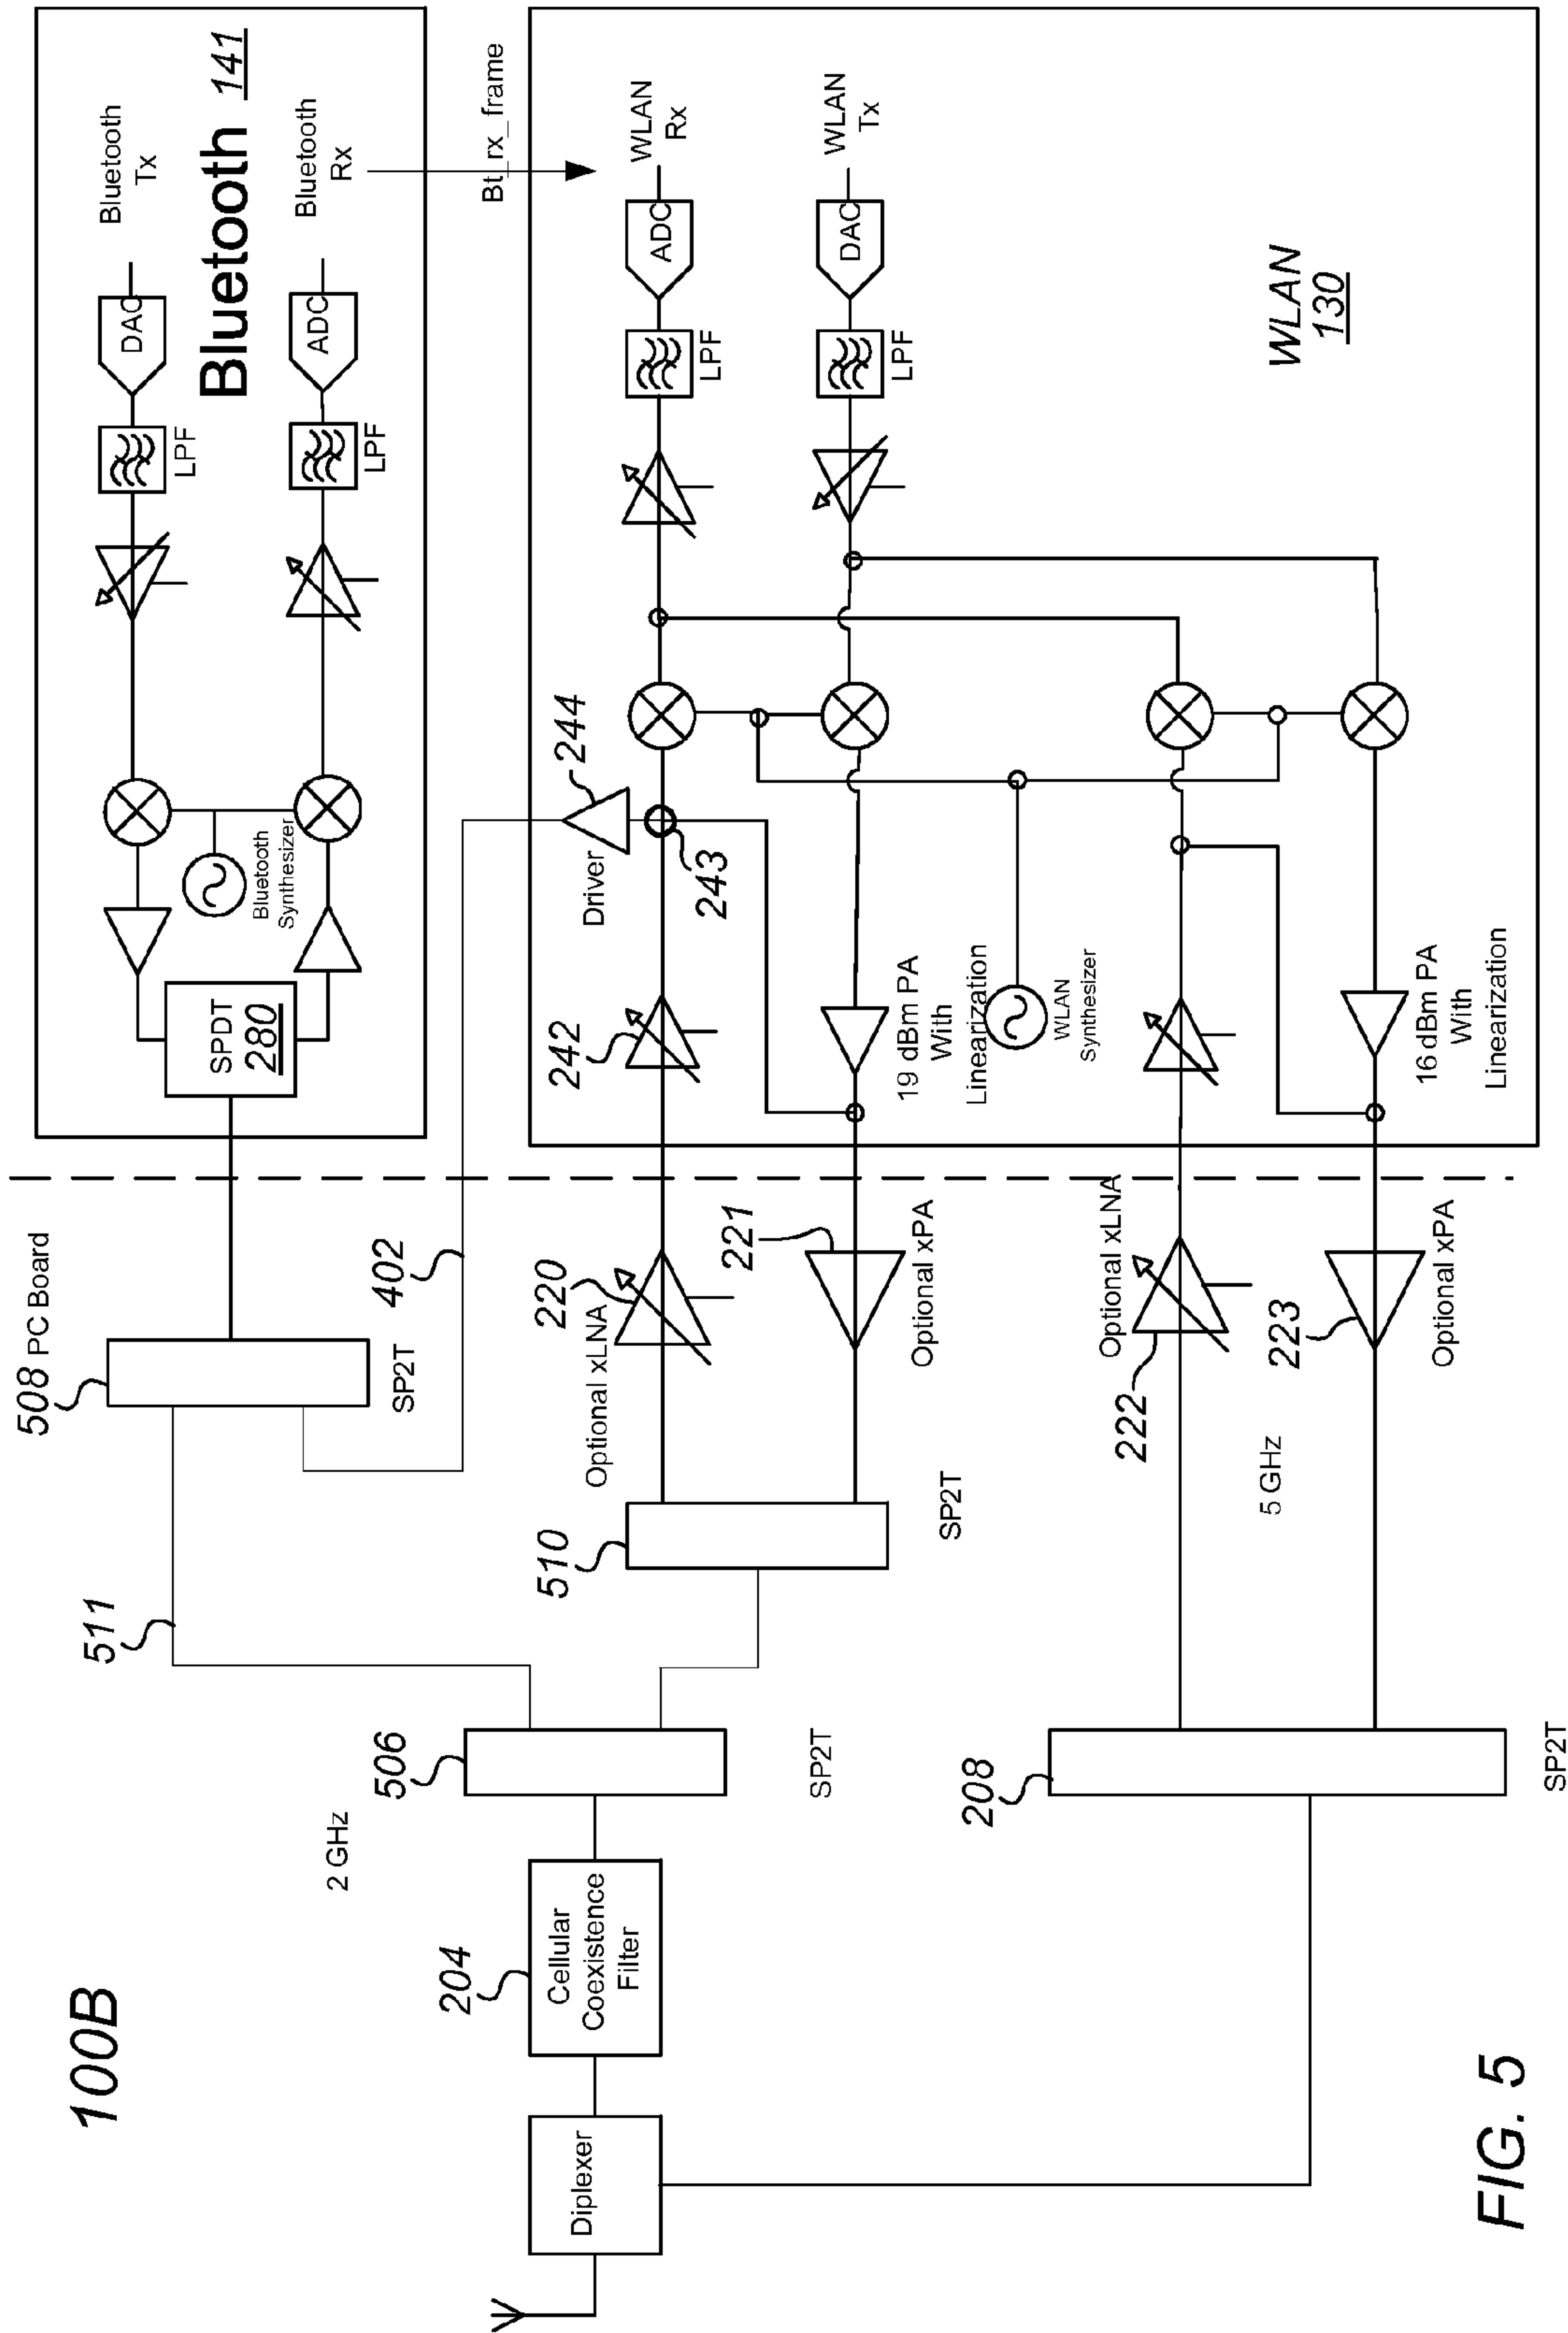 100B
FIG. 5
Diplexer
204
Cellular
Coexistence
Filter
2 GHz
506
SP2T
208
SP2T
511
510
SP2T
5 GHz
508
PC Board
SP2T
402
Optional xLNA
220
221
Optional xPA
222
Optional xLNA
223
Optional xPA
SPDT
280
Bluetooth
Synthesizer
LPF
DAC
Bluetooth
Tx
LPF
ADC
Bluetooth
Rx
Bluetooth
141
Bt_rx_frame
242
Driver
244
243
19 dBm PA
With
Linearization
WLAN
Synthesizer
16 dBm PA
With
Linearization
LPF
ADC
WLAN
Rx
LPF
DAC
WLAN
Tx
WLAN
130